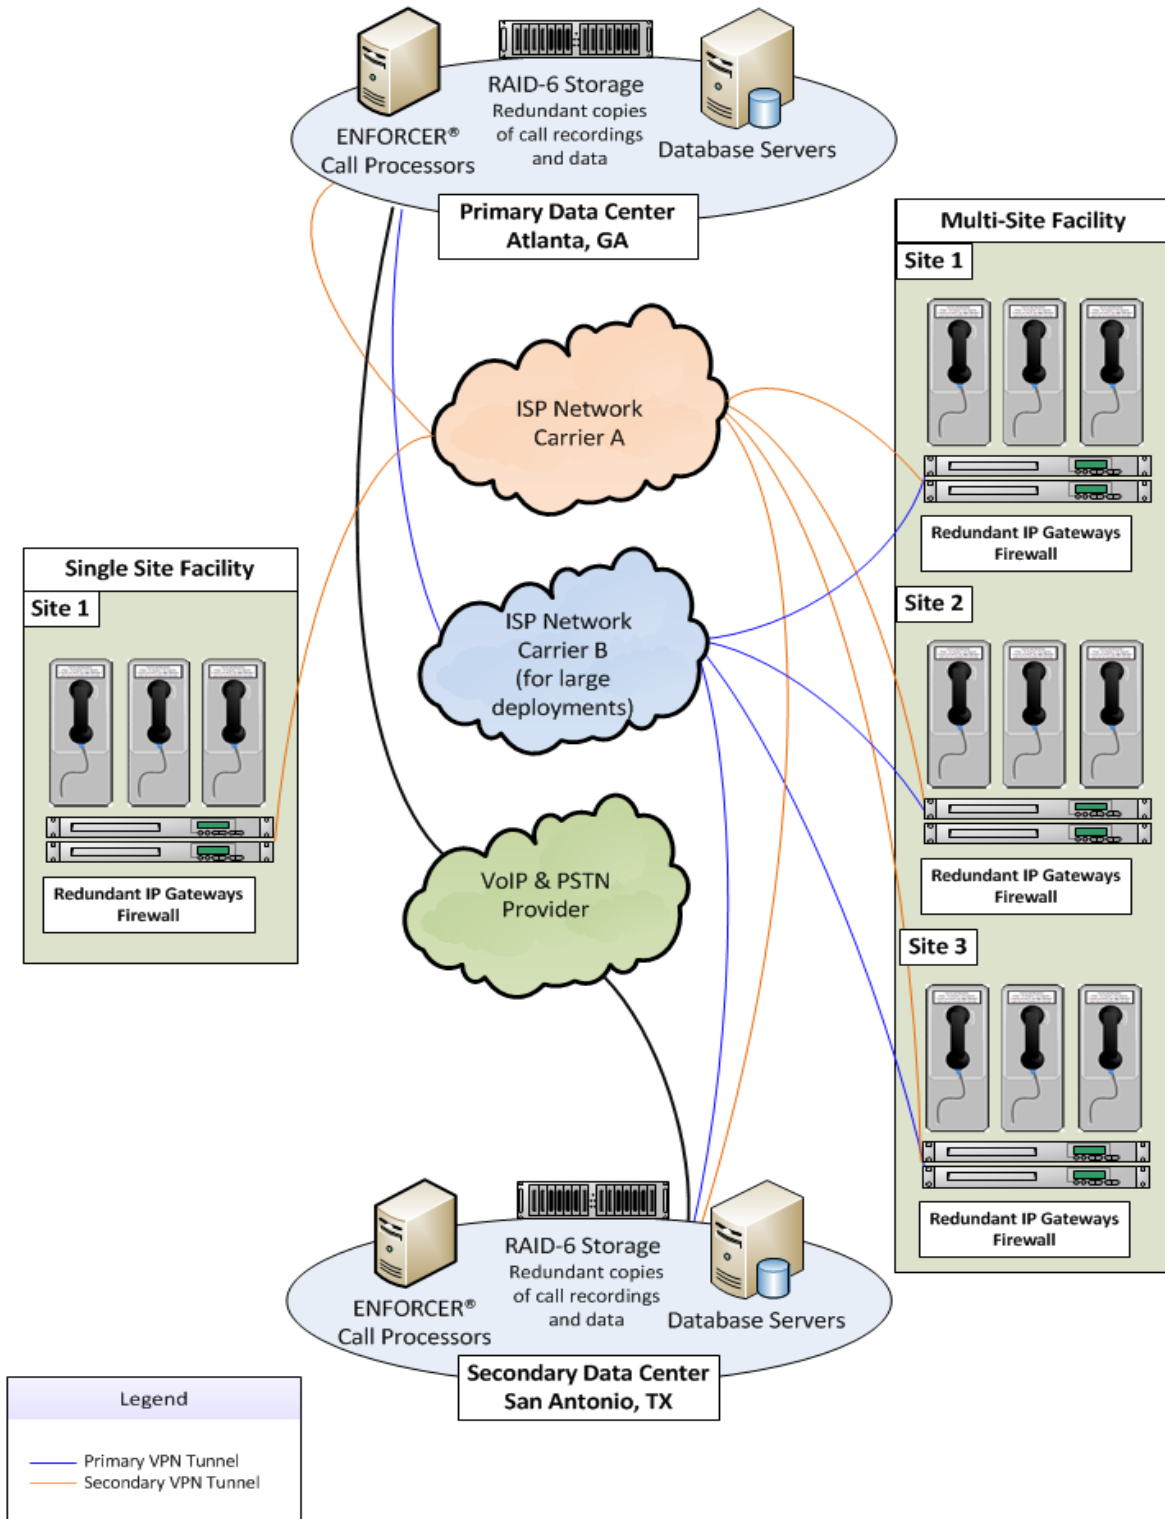 RAID-6 Storage
Redundant copies
of call recordings
and data
ENFORCER®
Call Processors
Database Servers
Primary Data Center
Atlanta, GA
Multi-Site Facility
Site 1
Redundant IP Gateways
Firewall
Site 2
Redundant IP Gateways
Firewall
Site 3
Redundant IP Gateways
Firewall
ISP Network
Carrier A
ISP Network
Carrier B
(for large
deployments)
VoIP & PSTN
Provider
Single Site Facility
Site 1
Redundant IP Gateways
Firewall
RAID-6 Storage
Redundant copies
of call recordings
and data
ENFORCER®
Call Processors
Database Servers
Secondary Data Center
San Antonio, TX
Legend
Primary VPN Tunnel
Secondary VPN Tunnel